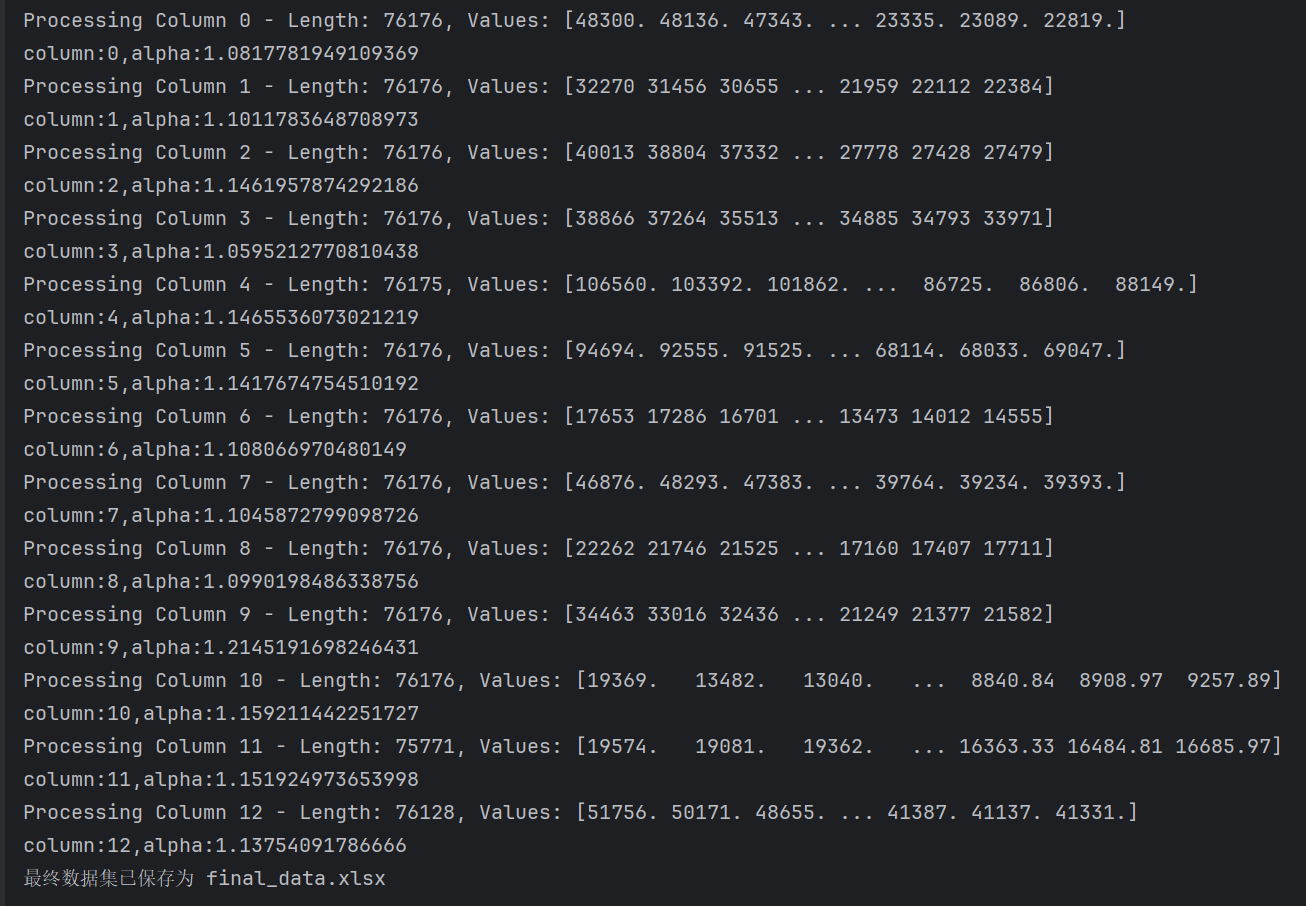 Processing Column 0 - Length: 76176, Values: [48300. 48136. 47343. ... 23335. 23089. 22819.]
column:0,alpha:1.0817781949109369
Processing Column 1 - Length: 76176, Values: [32270 31456 30655 ... 21959 22112 22384]
column:1,alpha:1.1011783648708973
Processing Column 2 - Length: 76176, Values: [40013 38804 37332 ... 27778 27428 27479]
column:2,alpha:1.1461957874292186
Processing Column 3 - Length: 76176, Values: [38866 37264 35513 ... 34885 34793 33971]
column:3,alpha:1.0595212770810438
Processing Column 4 - Length: 76175, Values: [106560. 103392. 101862. ...  86725.  86806.  88149.]
column:4,alpha:1.1465536073021219
Processing Column 5 - Length: 76176, Values: [94694. 92555. 91525. ... 68114. 68033. 69047.]
column:5,alpha:1.1417674754510192
Processing Column 6 - Length: 76176, Values: [17653 17286 16701 ... 13473 14012 14555]
column:6,alpha:1.108066970480149
Processing Column 7 - Length: 76176, Values: [46876. 48293. 47383. ... 39764. 39234. 39393.]
column:7,alpha:1.1045872799098726
Processing Column 8 - Length: 76176, Values: [22262 21746 21525 ... 17160 17407 17711]
column:8,alpha:1.0990198486338756
Processing Column 9 - Length: 76176, Values: [34463 33016 32436 ... 21249 21377 21582]
column:9,alpha:1.2145191698246431
Processing Column 10 - Length: 76176, Values: [19369.   13482.   13040.   ...  8840.84  8908.97  9257.89]
column:10,alpha:1.159211442251727
Processing Column 11 - Length: 75771, Values: [19574.   19081.   19362.   ... 16363.33 16484.81 16685.97]
column:11,alpha:1.151924973653998
Processing Column 12 - Length: 76128, Values: [51756. 50171. 48655. ... 41387. 41137. 41331.]
column:12,alpha:1.13754091786666
最终数据集已保存为 final_data.xlsx